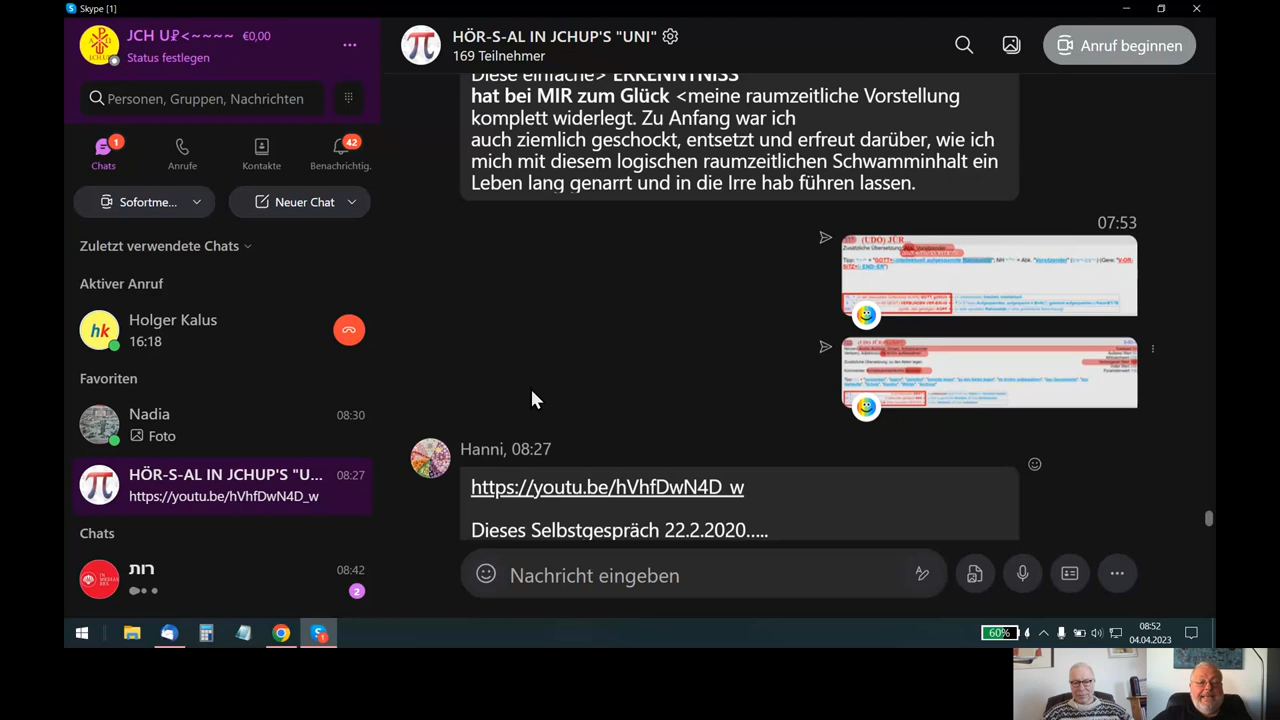 Skype [1]
JCH U₽<~~~~ €0,00
Status festlegen
Personen, Gruppen, Nachrichten
1
42
Chats
Anrufe
Kontakte
Benachrichtig.
Sofortme...
Neuer Chat
Zuletzt verwendete Chats
Aktiver Anruf
hk
Holger Kalus
16:18
Favoriten
Nadia
08:30
Foto
HÖR-S-AL IN JCHUP'S "U...
08:27
https://youtu.be/hVhfDwN4D_w
Chats
רות
08:42
2
HÖR-S-AL IN JCHUP'S "UNI"
169 Teilnehmer
Anruf beginnen
Diese einfache> ERKENNTNISS
hat bei MIR zum Glück <meine raumzeitliche Vorstellung
komplett widerlegt. Zu Anfang war ich
auch ziemlich geschockt, entsetzt und erfreut darüber, wie ich
mich mit diesem logischen raumzeitlichen Schwamminhalt ein
Leben lang genarrt und in die Irre hab führen lassen.
07:53
(UDO) JÜR...
Hanni, 08:27
https://youtu.be/hVhfDwN4D_w
Dieses Selbstgespräch 22.2.2020.....
Nachricht eingeben
60%
08:52
04.04.2023